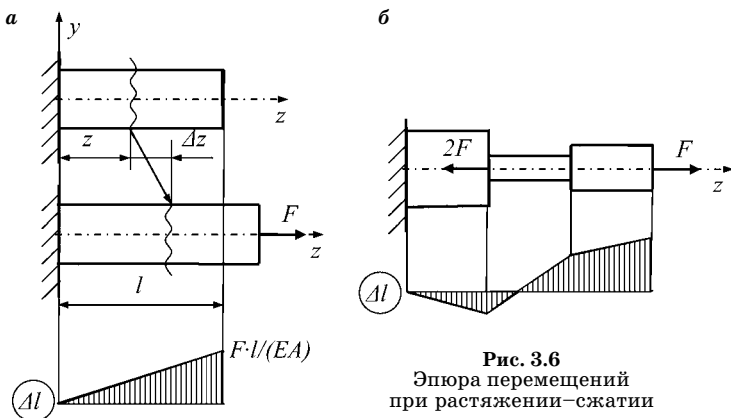 а
y
z
z
Δz
F
z
l
F·l/(EA)
Δl
б
2F
F
z
Δl
Рис. 3.6
Эпюра перемещений
при растяжении–сжатии